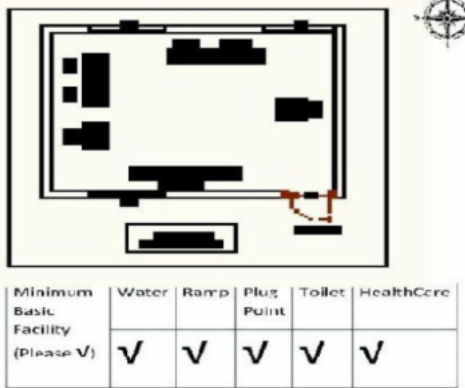 Minimum Basic Facility (Please √) Water Ramp Plug Point Toilet HealthCare
√ √ √ √ √